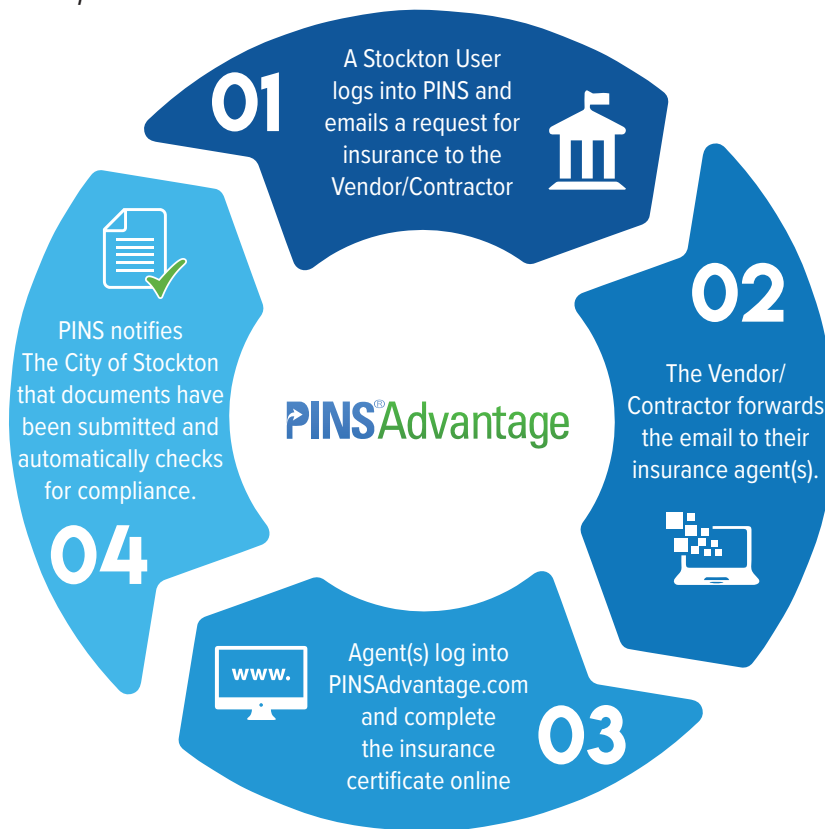 01
A Stockton User
logs into PINS and
emails a request for
insurance to the
Vendor/Contractor
02
The Vendor/
Contractor forwards
the email to their
insurance agent(s).
www.
Agent(s) log into
PINSAdvantage.com
and complete
the insurance
certificate online
03
PINS notifies
The City of Stockton
that documents have
been submitted and
automatically checks
for compliance.
04
PINS®Advantage